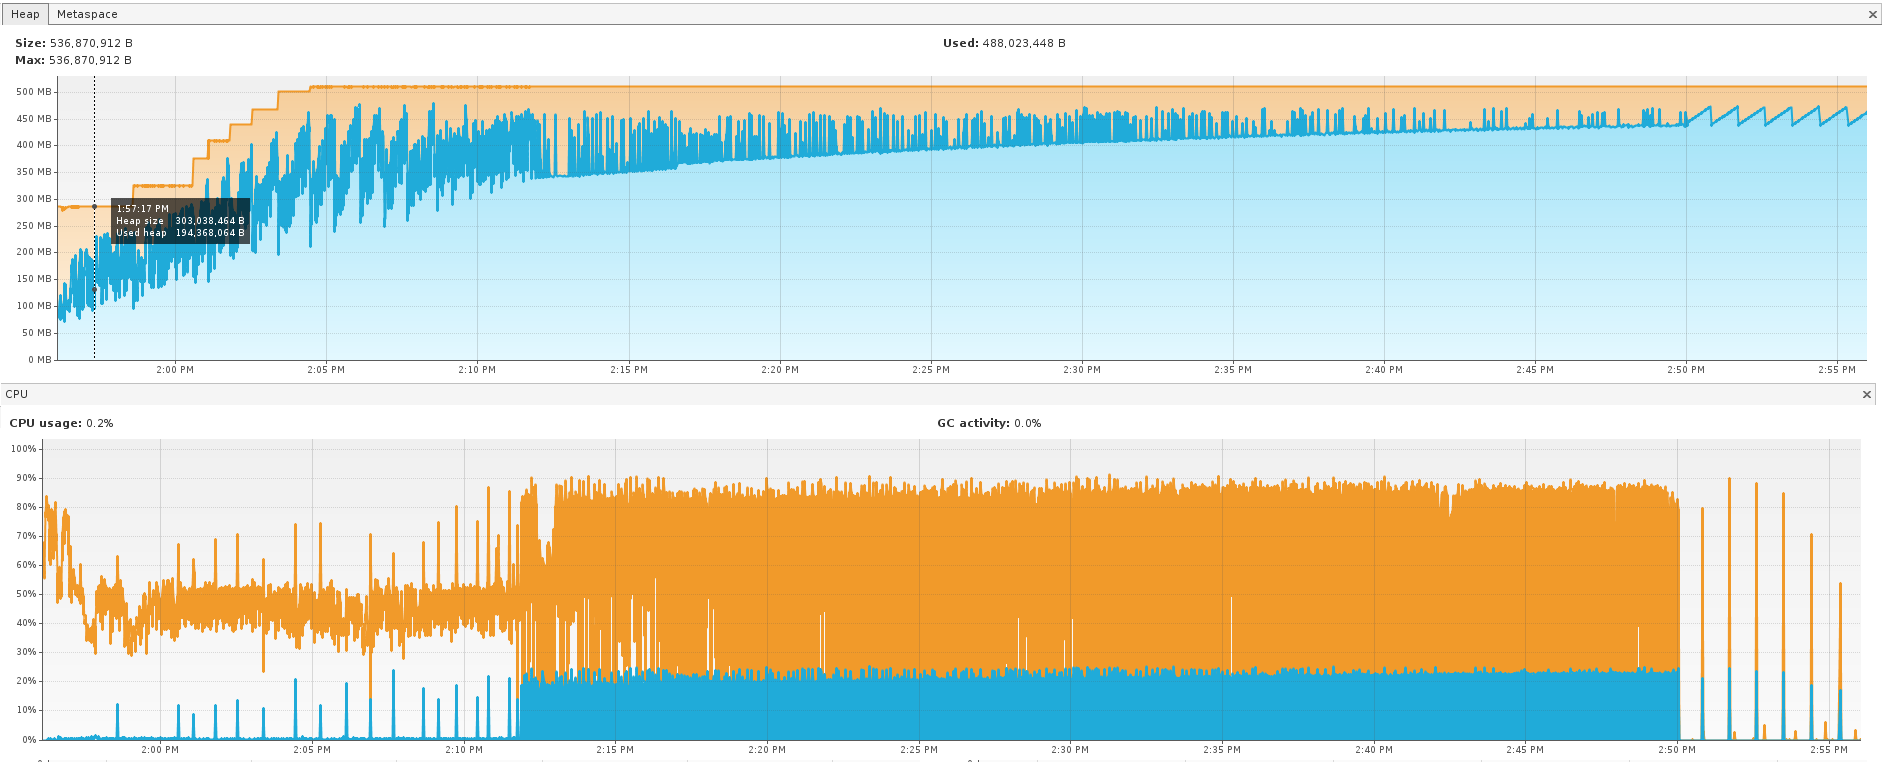 Heap Metaspace ×
Size: 536,870,912 B Used: 488,023,448 B
Max: 536,870,912 B
500 MB
450 MB
400 MB
350 MB
300 MB
250 MB
200 MB
150 MB
100 MB
50 MB
0 MB
1:57:17 PM
Heap size 303,038,464 B
Used heap 194,368,064 B
2:00 PM 2:05 PM 2:10 PM 2:15 PM 2:20 PM 2:25 PM 2:30 PM 2:35 PM 2:40 PM 2:45 PM 2:50 PM 2:55 PM
CPU ×
CPU usage: 0.2% GC activity: 0.0%
100%
90%
80%
70%
60%
50%
40%
30%
20%
10%
0%
2:00 PM 2:05 PM 2:10 PM 2:15 PM 2:20 PM 2:25 PM 2:30 PM 2:35 PM 2:40 PM 2:45 PM 2:50 PM 2:55 PM